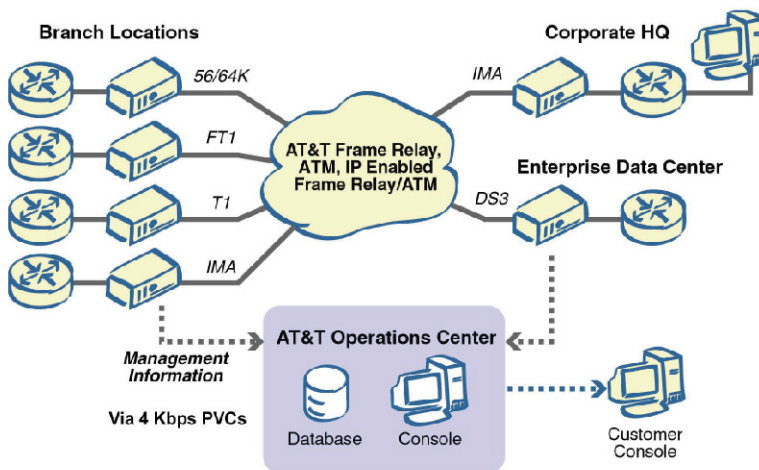 Branch Locations
Corporate HQ
56/64K
IMA
FT1
AT&T Frame Relay,
ATM, IP Enabled
Frame Relay/ATM
Enterprise Data Center
T1
DS3
IMA
AT&T Operations Center
Management
Information
Via 4 Kbps PVCs
Database
Console
Customer
Console